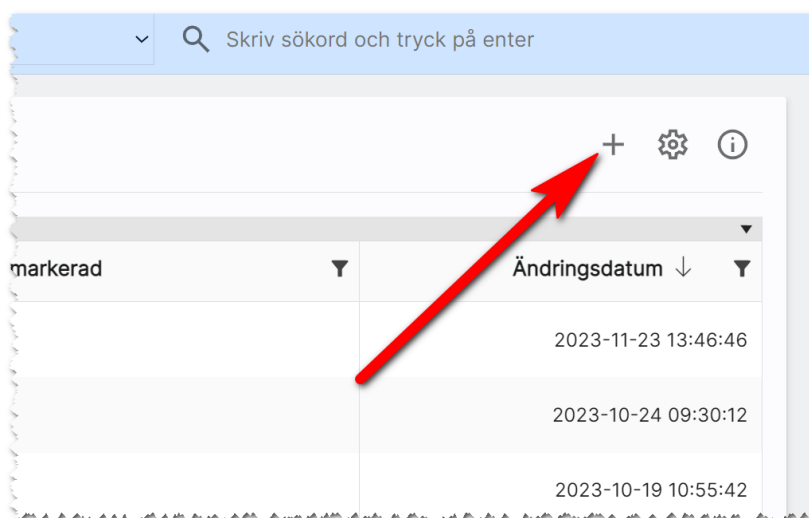 Skriv sökord och tryck på enter
markerad Ändringsdatum
2023-11-23 13:46:46
2023-10-24 09:30:12
2023-10-19 10:55:42